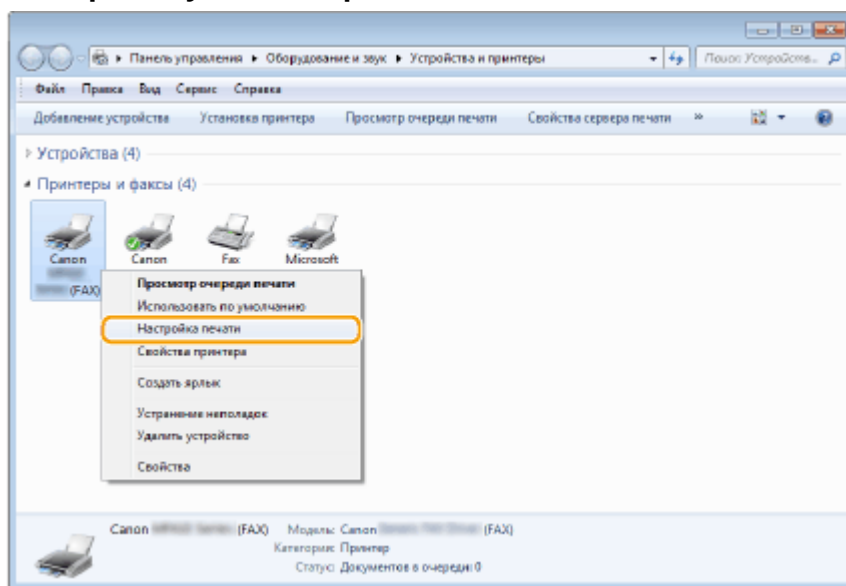 Панель управления ▸ Оборудование и звук ▸ Устройства и принтеры
Файл Правка Вид Сервис Справка
Добавление устройства Установка принтера Просмотр очереди печати Свойства сервера печати »
Устройства (4)
Принтеры и факсы (4)
Canon Canon Fax Microsoft
(FAX)
Просмотр очереди печати
Использовать по умолчанию
Настройка печати
Свойства принтера
Создать ярлык
Устранение неполадок
Удалить устройство
Свойства
Canon (FAX) Модель: Canon (FAX)
Категория: Принтер
Статус: Документов в очереди: 0